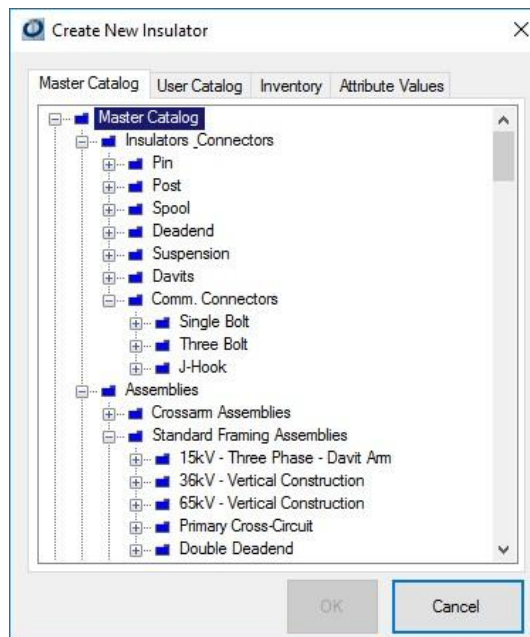 Create New Insulator
Master Catalog User Catalog Inventory Attribute Values
Master Catalog
Insulators _Connectors
Pin
Post
Spool
Deadend
Suspension
Davits
Comm. Connectors
Single Bolt
Three Bolt
J-Hook
Assemblies
Crossarm Assemblies
Standard Framing Assemblies
15kV - Three Phase - Davit Arm
36kV - Vertical Construction
65kV - Vertical Construction
Primary Cross-Circuit
Double Deadend
OK Cancel